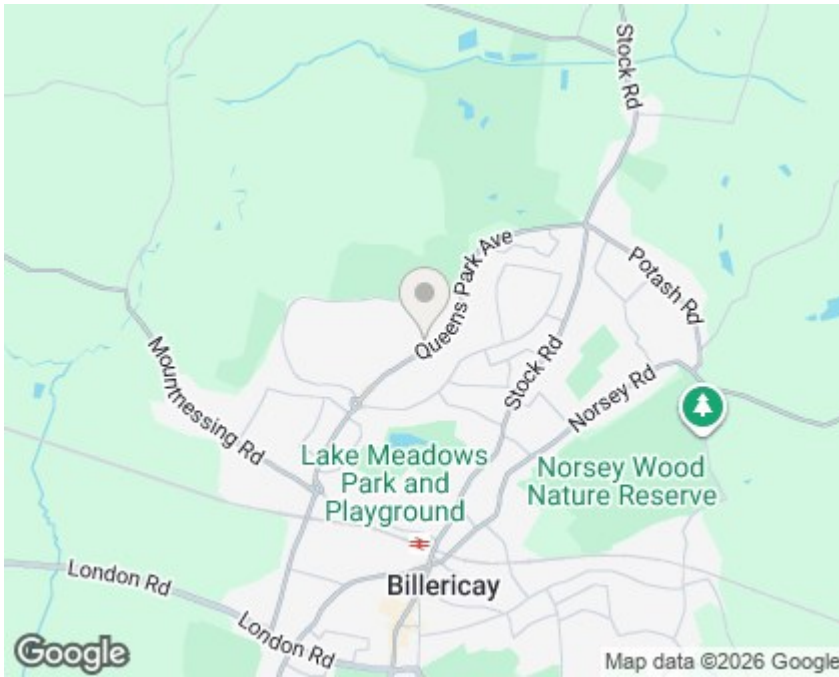 Stock Rd
Queens Park Ave
Potash Rd
Mountnessing Rd
Stock Rd
Norsey Rd
Lake Meadows
Park and
Playground
Norsey Wood
Nature Reserve
London Rd
Billericay
London Rd
Google
Map data ©2026 Google